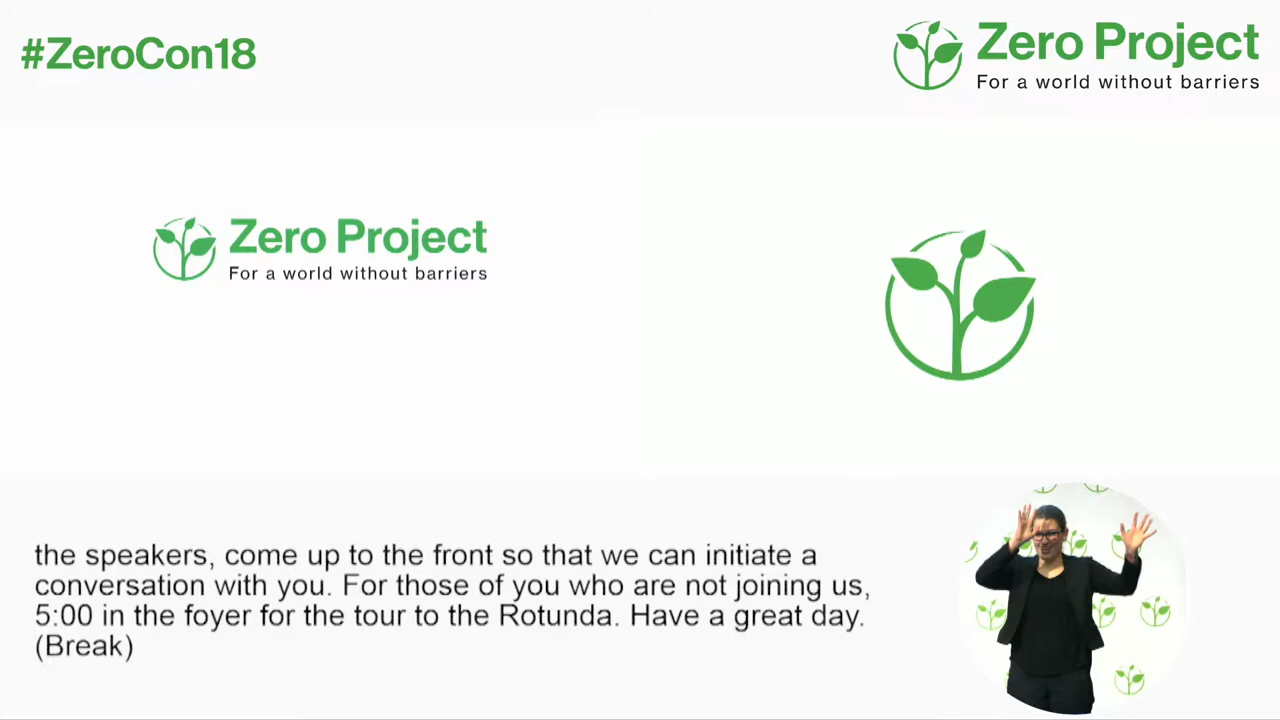 #ZeroCon18
Zero Project
For a world without barriers
Zero Project
For a world without barriers
the speakers, come up to the front so that we can initiate a
conversation with you. For those of you who are not joining us,
5:00 in the foyer for the tour to the Rotunda. Have a great day.
(Break)